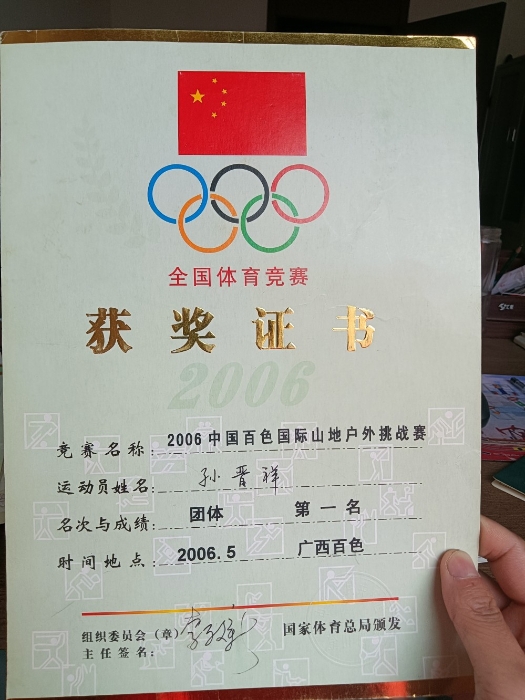 全国体育竞赛
获奖证书
2006
竞赛名称: 2006中国百色国际山地户外挑战赛
运动员姓名: 孙晋祥
名次与成绩: 团体 第一名
时间地点: 2006.5 广西百色
组织委员会(章) 国家体育总局颁发
主任签名: